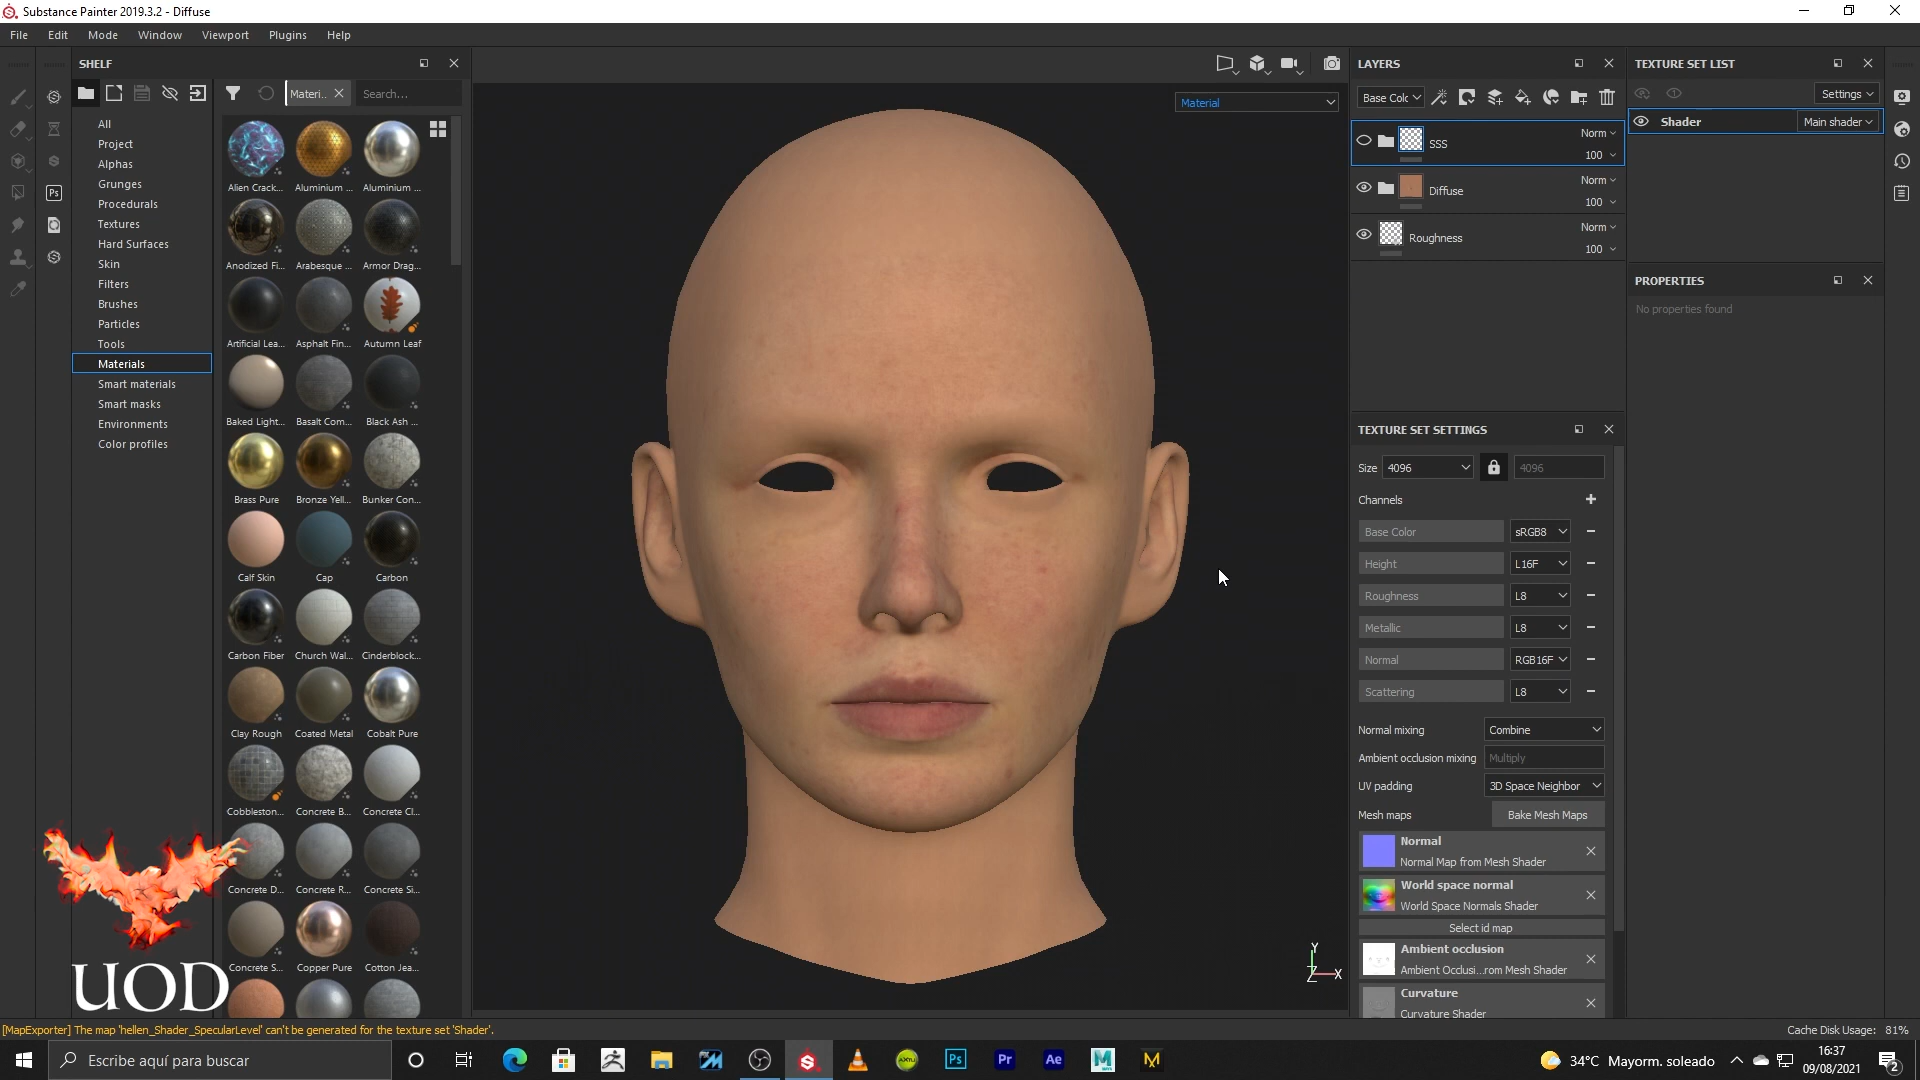 Substance Painter 2019.3.2 - Diffuse
File Edit Mode Window Viewport Plugins Help
SHELF
Materi.. Search...
All
Project
Alphas
Grunges
Procedurals
Textures
Hard Surfaces
Skin
Filters
Brushes
Particles
Tools
Materials
Smart materials
Smart masks
Environments
Color profiles
Ps
Alien Crack... Aluminium ... Aluminium ...
Anodized Fi... Arabesque ... Armor Drag...
Artificial Lea... Asphalt Fin... Autumn Leaf
Baked Light... Basalt Com... Black Ash ...
Brass Pure Bronze Yell... Bunker Con...
Calf Skin Cap Carbon
Carbon Fiber Church Wal... Cinderblock...
Clay Rough Coated Metal Cobalt Pure
Cobbleston... Concrete B... Concrete Cl...
Concrete D... Concrete R... Concrete Si...
Concrete S... Copper Pure Cotton Jea...
UOD
Material
Y
Z X
LAYERS
Base Colc
SSS Norm
100
Diffuse Norm
100
Roughness Norm
100
TEXTURE SET SETTINGS
Size 4096 4096
Channels
Base Color sRGB8
Height L16F
Roughness L8
Metallic L8
Normal RGB16F
Scattering L8
Normal mixing Combine
Ambient occlusion mixing Multiply
UV padding 3D Space Neighbor
Mesh maps Bake Mesh Maps
Normal
Normal Map from Mesh Shader
World space normal
World Space Normals Shader
Select id map
Ambient occlusion
Ambient Occlusi...rom Mesh Shader
Curvature
Curvature Shader
TEXTURE SET LIST
Settings
Shader Main shader
PROPERTIES
No properties found
[MapExporter] The map 'hellen_Shader_SpecularLevel' can't be generated for the texture set 'Shader'.
Cache Disk Usage: 81%
Escribe aquí para buscar
Ps Pr Ae M
34°C Mayorm. soleado
16:37
09/08/2021
2